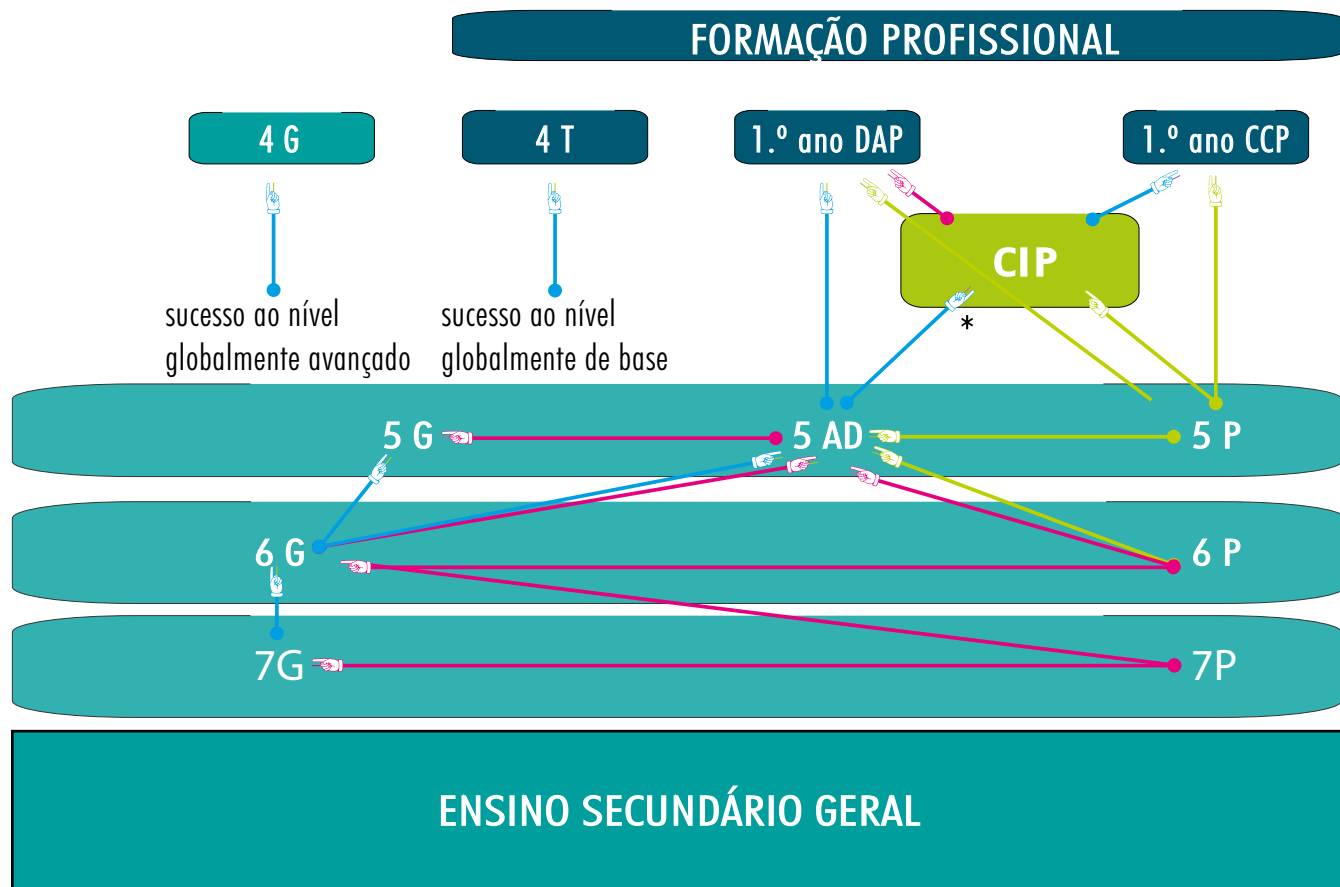 FORMAÇÃO PROFISSIONAL
4 G
4 T
1.º ano DAP
1.º ano CCP
CIP
*
sucesso ao nível
globalmente avançado
sucesso ao nível
globalmente de base
5 G
5 AD
5 P
6 G
6 P
7G
7P
ENSINO SECUNDÁRIO GERAL